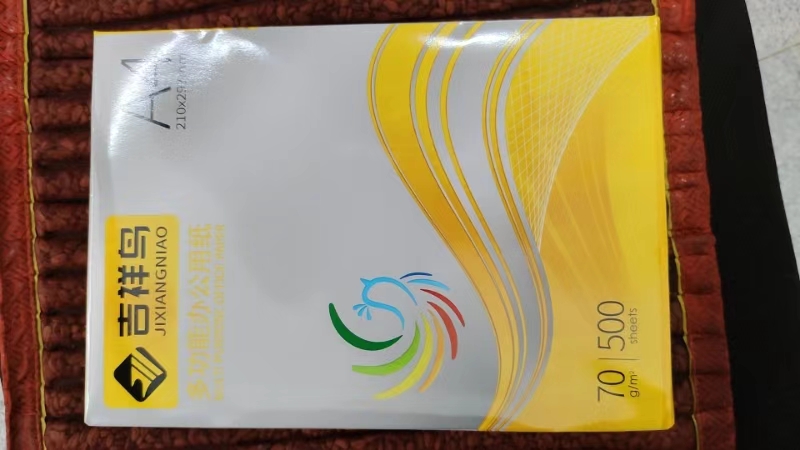 A4
210x297mm
吉祥鸟
JIXIANGNIAO
多功能办公用纸
70 | 500
g/m² sheets